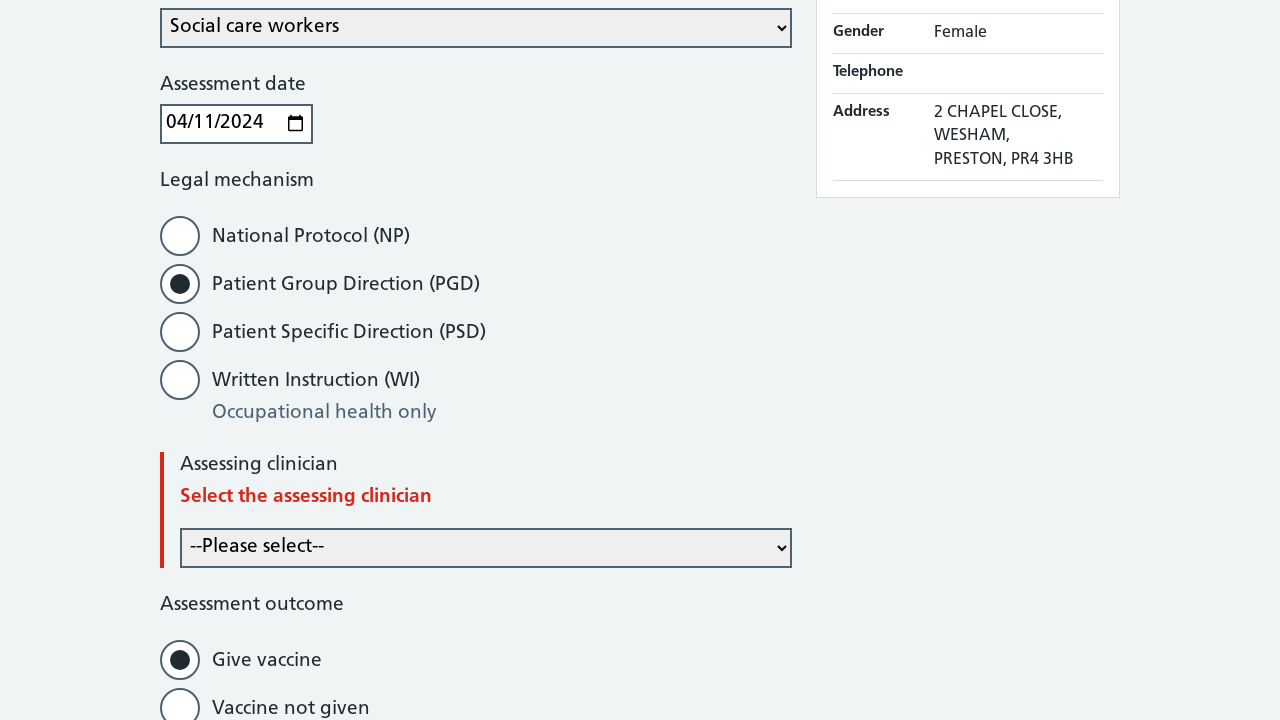 Social care workers
Assessment date
04/11/2024
Legal mechanism
National Protocol (NP)
Patient Group Direction (PGD)
Patient Specific Direction (PSD)
Written Instruction (WI)
Occupational health only
Assessing clinician
Select the assessing clinician
--Please select--
Assessment outcome
Give vaccine
Vaccine not given
Gender Female
Telephone
Address 2 CHAPEL CLOSE,
WESHAM,
PRESTON, PR4 3HB